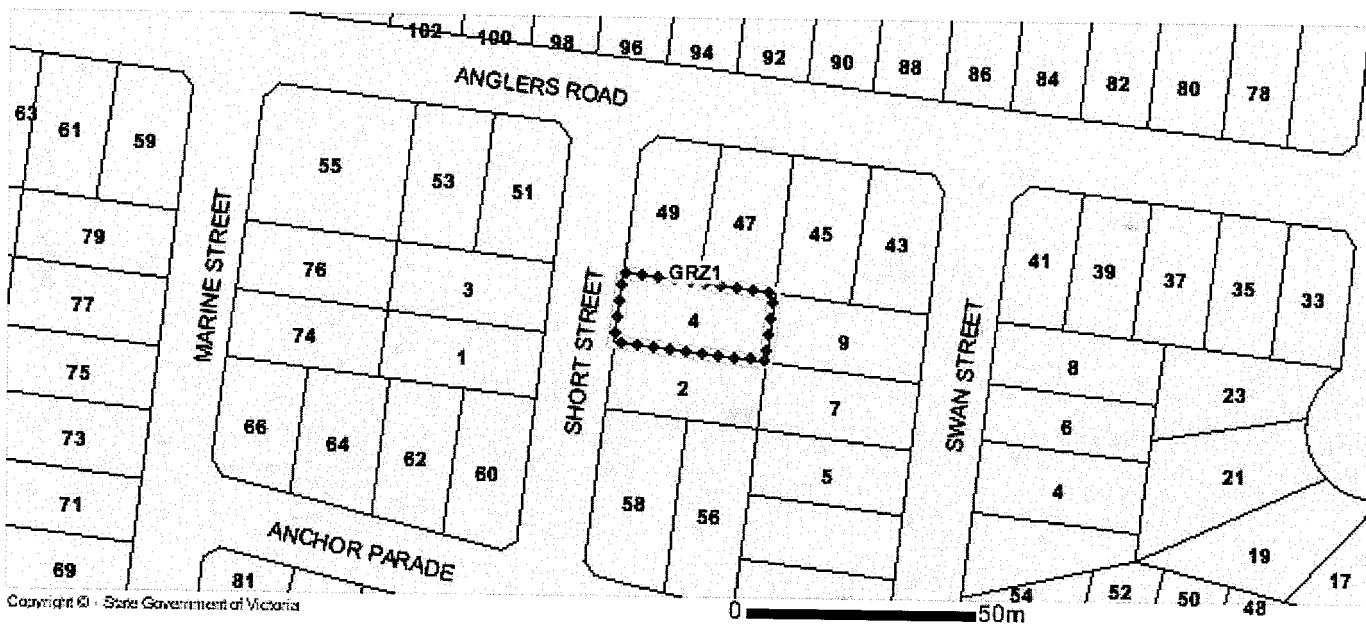 102 100 98 96 94 92 90 88 86 84 82 80 78
ANGLERS ROAD
63 61 59 55 53 51 49 47 45 43 41 39 37 35 33
79 76 3 GRZ1
MARINE STREET
SHORT STREET
SWAN STREET
77 74 1 4 9 8 23
75 2 7 6
73 66 64 62 60 58 56 5 4 21
71
69
ANCHOR PARADE
81 54 52 50 48 19 17
Copyright © - State Government of Victoria
0 50m